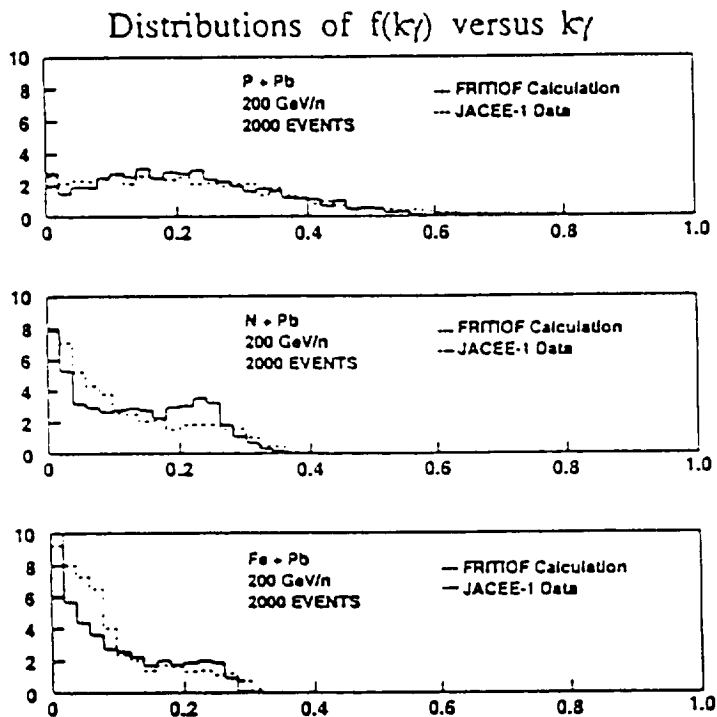 Distributions of f(kγ) versus kγ
10
8
6
4
2
0
P + Pb
200 GeV/n
2000 EVENTS
— FRITIOF Calculation
--- JACEE-1 Data
0 0.2 0.4 0.6 0.8 1.0
10
8
6
4
2
0
N + Pb
200 GeV/n
2000 EVENTS
— FRITIOF Calculation
--- JACEE-1 Data
0 0.2 0.4 0.6 0.8 1.0
10
8
6
4
2
0
Fe + Pb
200 GeV/n
2000 EVENTS
— FRITIOF Calculation
— JACEE-1 Data
0 0.2 0.4 0.6 0.8 1.0